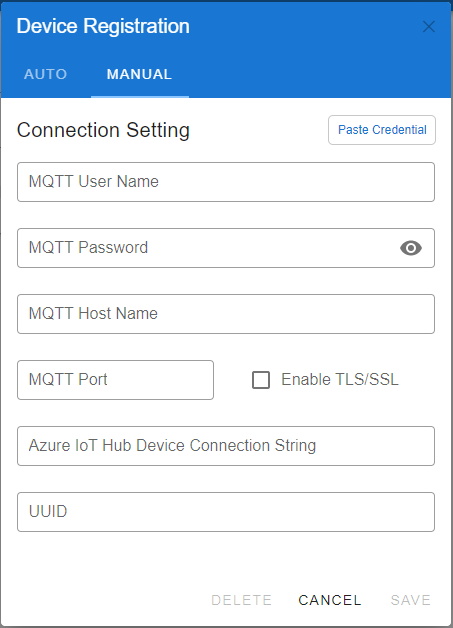 Device Registration
AUTO MANUAL
Connection Setting Paste Credential
MQTT User Name
MQTT Password
MQTT Host Name
MQTT Port Enable TLS/SSL
Azure IoT Hub Device Connection String
UUID
DELETE CANCEL SAVE